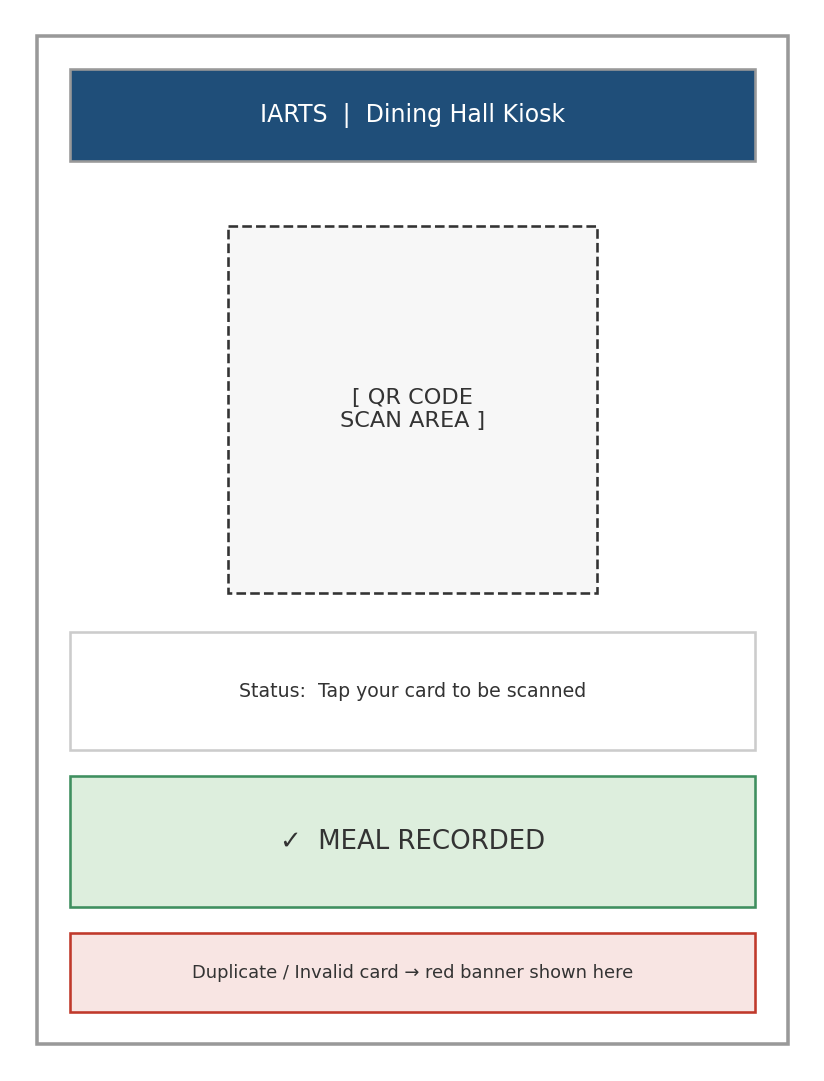 IARTS | Dining Hall Kiosk
[ QR CODE
SCAN AREA ]
Status: Tap your card to be scanned
✓ MEAL RECORDED
Duplicate / Invalid card → red banner shown here